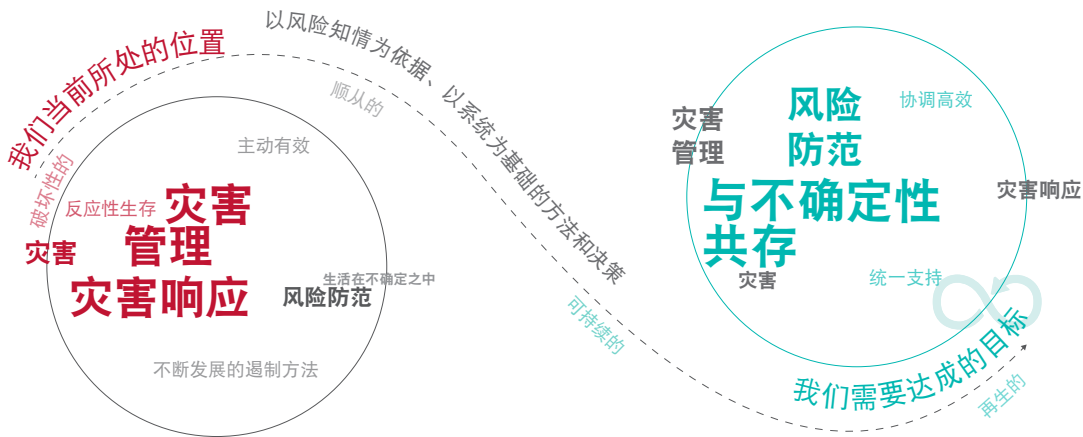 我们当前所处的位置
以风险知情为依据、以系统为基础的方法和决策
顺从的
破坏性的
主动有效
反应性生存
灾害
管理
灾害
灾害响应
生活在不确定之中
风险防范
不断发展的遏制方法
可持续的
灾害
管理
风险
防范
协调高效
与不确定性
共存
灾害响应
灾害
统一支持
我们需要达成的目标
再生的